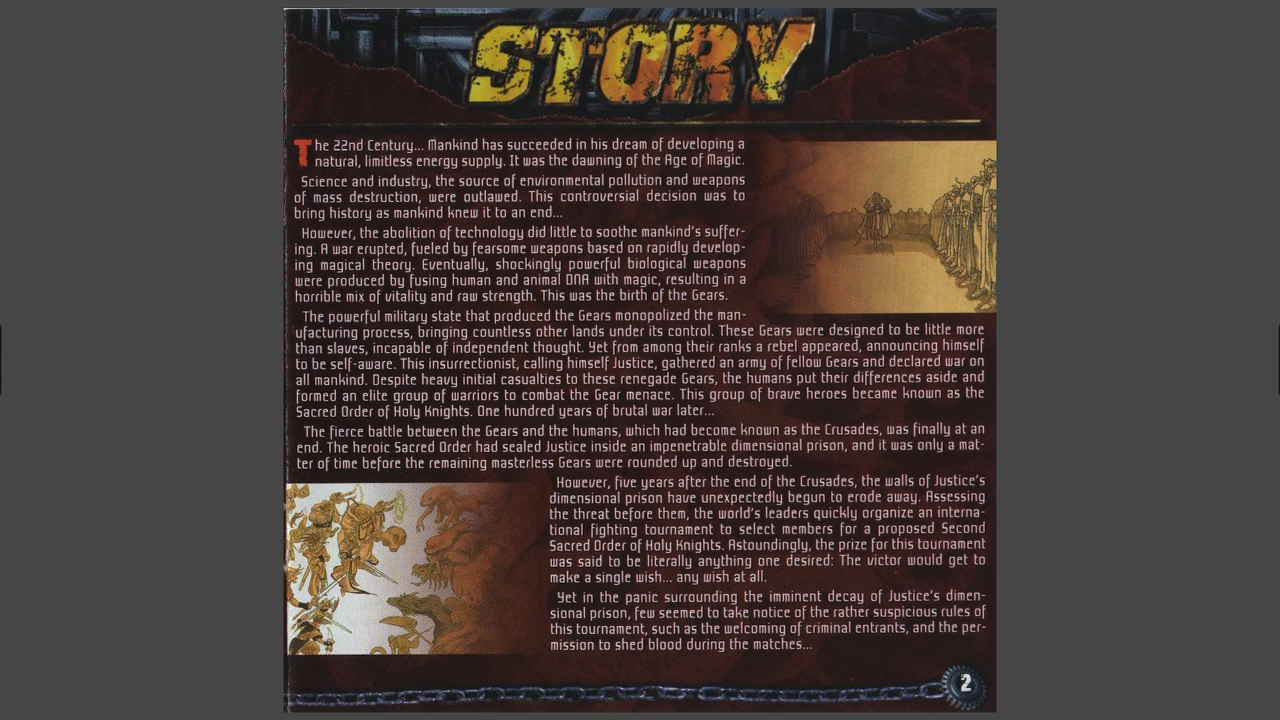 STORY
The 22nd Century... Mankind has succeeded in his dream of developing a
natural, limitless energy supply. It was the dawning of the Age of Magic.
Science and industry, the source of environmental pollution and weapons
of mass destruction, were outlawed. This controversial decision was to
bring history as mankind knew it to an end...
However, the abolition of technology did little to soothe mankind's suffer-
ing. A war erupted, fueled by fearsome weapons based on rapidly develop-
ing magical theory. Eventually, shockingly powerful biological weapons
were produced by fusing human and animal DNA with magic, resulting in a
horrible mix of vitality and raw strength. This was the birth of the Gears.
The powerful military state that produced the Gears monopolized the man-
ufacturing process, bringing countless other lands under its control. These Gears were designed to be little more
than slaves, incapable of independent thought. Yet from among their ranks a rebel appeared, announcing himself
to be self-aware. This insurrectionist, calling himself Justice, gathered an army of fellow Gears and declared war on
all mankind. Despite heavy initial casualties to these renegade Gears, the humans put their differences aside and
formed an elite group of warriors to combat the Gear menace. This group of brave heroes became known as the
Sacred Order of Holy Knights. One hundred years of brutal war later...
The fierce battle between the Gears and the humans, which had become known as the Crusades, was finally at an
end. The heroic Sacred Order had sealed Justice inside an impenetrable dimensional prison, and it was only a mat-
ter of time before the remaining masterless Gears were rounded up and destroyed.
However, five years after the end of the Crusades, the walls of Justice's
dimensional prison have unexpectedly begun to erode away. Assessing
the threat before them, the world's leaders quickly organize an interna-
tional fighting tournament to select members for a proposed Second
Sacred Order of Holy Knights. Astoundingly, the prize for this tournament
was said to be literally anything one desired: The victor would get to
make a single wish... any wish at all.
Yet in the panic surrounding the imminent decay of Justice's dimen-
sional prison, few seemed to take notice of the rather suspicious rules of
this tournament, such as the welcoming of criminal entrants, and the per-
mission to shed blood during the matches...
2